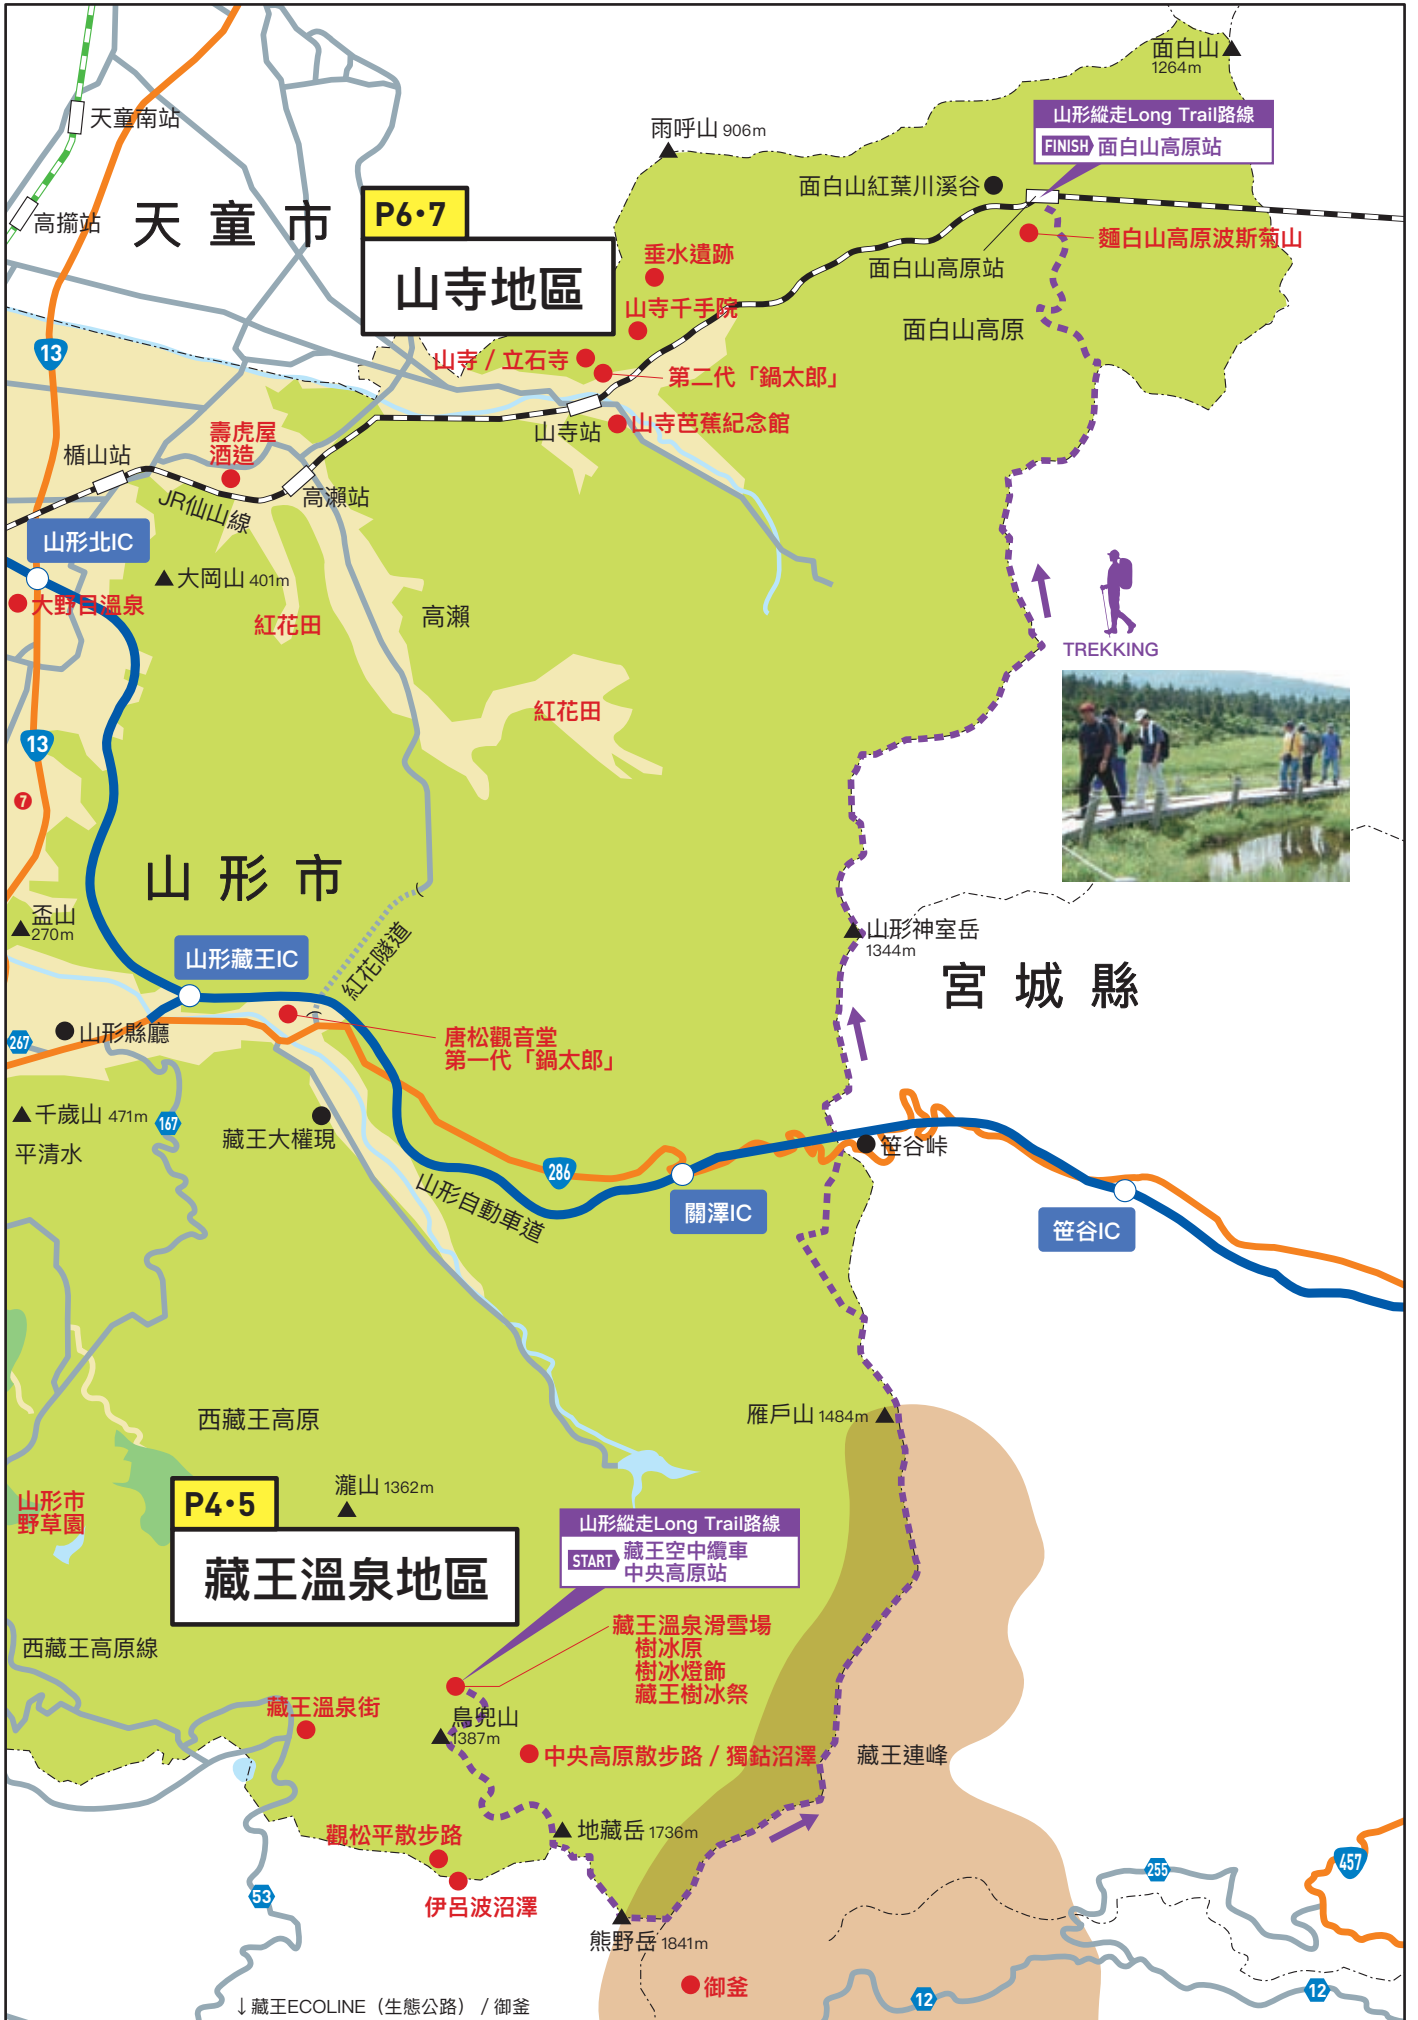 面白山
1264m
天童南站
雨呼山 906m
山形縱走Long Trail路線
FINISH 面白山高原站
面白山紅葉川溪谷
高擶站
天童市
P6・7
山寺地區
垂水遺跡
麵白山高原波斯菊山
面白山高原站
山寺千手院
面白山高原
13
山寺 / 立石寺
第二代「鍋太郎」
山寺芭蕉紀念館
山寺站
壽虎屋
酒造
楯山站
高瀨站
JR仙山線
山形北IC
大岡山 401m
大野目溫泉
紅花田
高瀨
TREKKING
紅花田
13
7
山形市
盃山
270m
山形神室岳
1344m
紅花隧道
山形藏王IC
宮城縣
267
山形縣廳
唐松觀音堂
第一代「鍋太郎」
千歲山 471m
167
藏王大權現
平清水
笹谷峠
286
山形自動車道
關澤IC
笹谷IC
西藏王高原
雁戶山 1484m
瀧山 1362m
P4・5
藏王溫泉地區
山形市
野草園
山形縱走Long Trail路線
START 藏王空中纜車
中央高原站
藏王溫泉滑雪場
樹冰原
樹冰燈飾
藏王樹冰祭
西藏王高原線
藏王溫泉街
鳥兜山
1387m
中央高原散步路 / 獨鈷沼澤
藏王連峰
觀松平散步路
地藏岳 1736m
伊呂波沼澤
53
255
457
熊野岳 1841m
御釜
12
12
↓藏王ECOLINE（生態公路） / 御釜